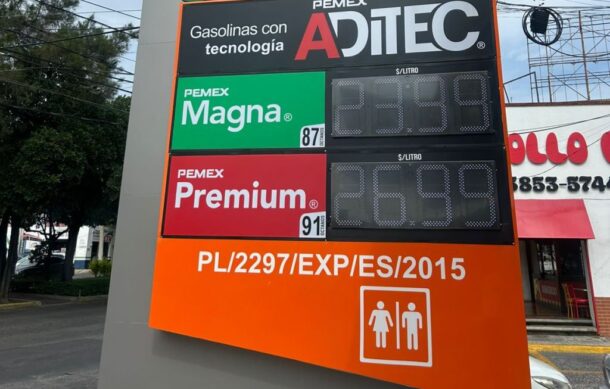 PEMEX
Gasolinas con
tecnología
ADITEC®
PEMEX
Magna®
87
$/LITRO
23.99
PEMEX
Premium®
91
$/LITRO
26.99
PL/2297/EXP/ES/2015
OLLO
3853-574